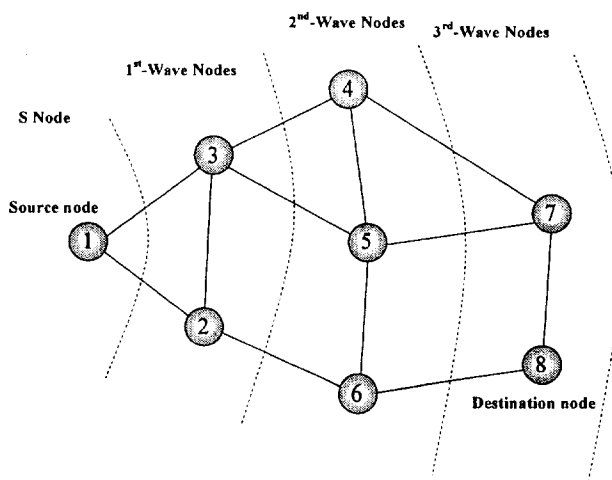 2nd-Wave Nodes
3rd-Wave Nodes
1st-Wave Nodes
S Node
Source node
4
3
7
1
5
2
8
6
Destination node